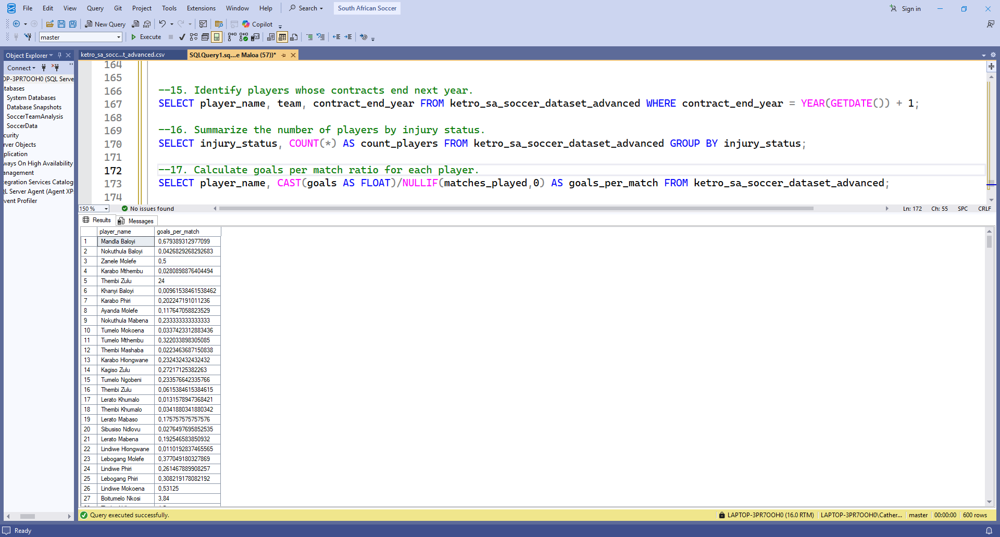 File Edit View Query Git Project Tools Extensions Window Help Search South African Soccer Sign in
New Query DAX Copilot
master Execute
Object Explorer ketro_sa_socc...t_advanced.csv SQLQuery1.sq...e Maloa (57))*
Connect
OP-3PR7OOH0 (SQL Serve
tabases
System Databases
Database Snapshots
SoccerTeamAnalysis
SoccerData
curity
rver Objects
plication
ways On High Availability
anagement
tegration Services Catalog
QL Server Agent (Agent XP
vent Profiler
164
165
166 --15. Identify players whose contracts end next year.
167 SELECT player_name, team, contract_end_year FROM ketro_sa_soccer_dataset_advanced WHERE contract_end_year = YEAR(GETDATE()) + 1;
168
169 --16. Summarize the number of players by injury status.
170 SELECT injury_status, COUNT(*) AS count_players FROM ketro_sa_soccer_dataset_advanced GROUP BY injury_status;
171
172 --17. Calculate goals per match ratio for each player.
173 SELECT player_name, CAST(goals AS FLOAT)/NULLIF(matches_played,0) AS goals_per_match FROM ketro_sa_soccer_dataset_advanced;
174
150 % No issues found Ln: 172 Ch: 55 SPC CRLF
Results Messages
player_name goals_per_match
1 Mandla Baloyi 0,679389312977099
2 Nokuthula Baloyi 0,0426829268292683
3 Zanele Molefe 0,5
4 Karabo Mthembu 0,0280898876404494
5 Thembi Zulu 24
6 Khanyi Baloyi 0,00961538461538462
7 Karabo Phiri 0,202247191011236
8 Ayanda Molefe 0,117647058823529
9 Nokuthula Mabena 0,233333333333333
10 Tumelo Mokoena 0,0337423312883436
11 Tumelo Mthembu 0,322033898305085
12 Thembi Mashaba 0,0223463687150838
13 Karabo Hlongwane 0,232432432432432
14 Kagiso Zulu 0,27217125382263
15 Tumelo Ngobeni 0,233576642335766
16 Thembi Zulu 0,0615384615384615
17 Lerato Khumalo 0,0131578947368421
18 Thembi Khumalo 0,0341880341880342
19 Lerato Mabaso 0,175757575757576
20 Sibusiso Ndlovu 0,0276497695852535
21 Lerato Mabena 0,192546583850932
22 Lindiwe Hlongwane 0,0110192837465565
23 Lebogang Molefe 0,377049180327869
24 Lindiwe Phiri 0,261467889908257
25 Lebogang Phiri 0,308219178082192
26 Lindiwe Mokoena 0,53125
27 Boitumelo Nkosi 3,84
Query executed successfully. LAPTOP-3PR7OOH0 (16.0 RTM) LAPTOP-3PR7OOH0\Cather... master 00:00:00 600 rows
Ready